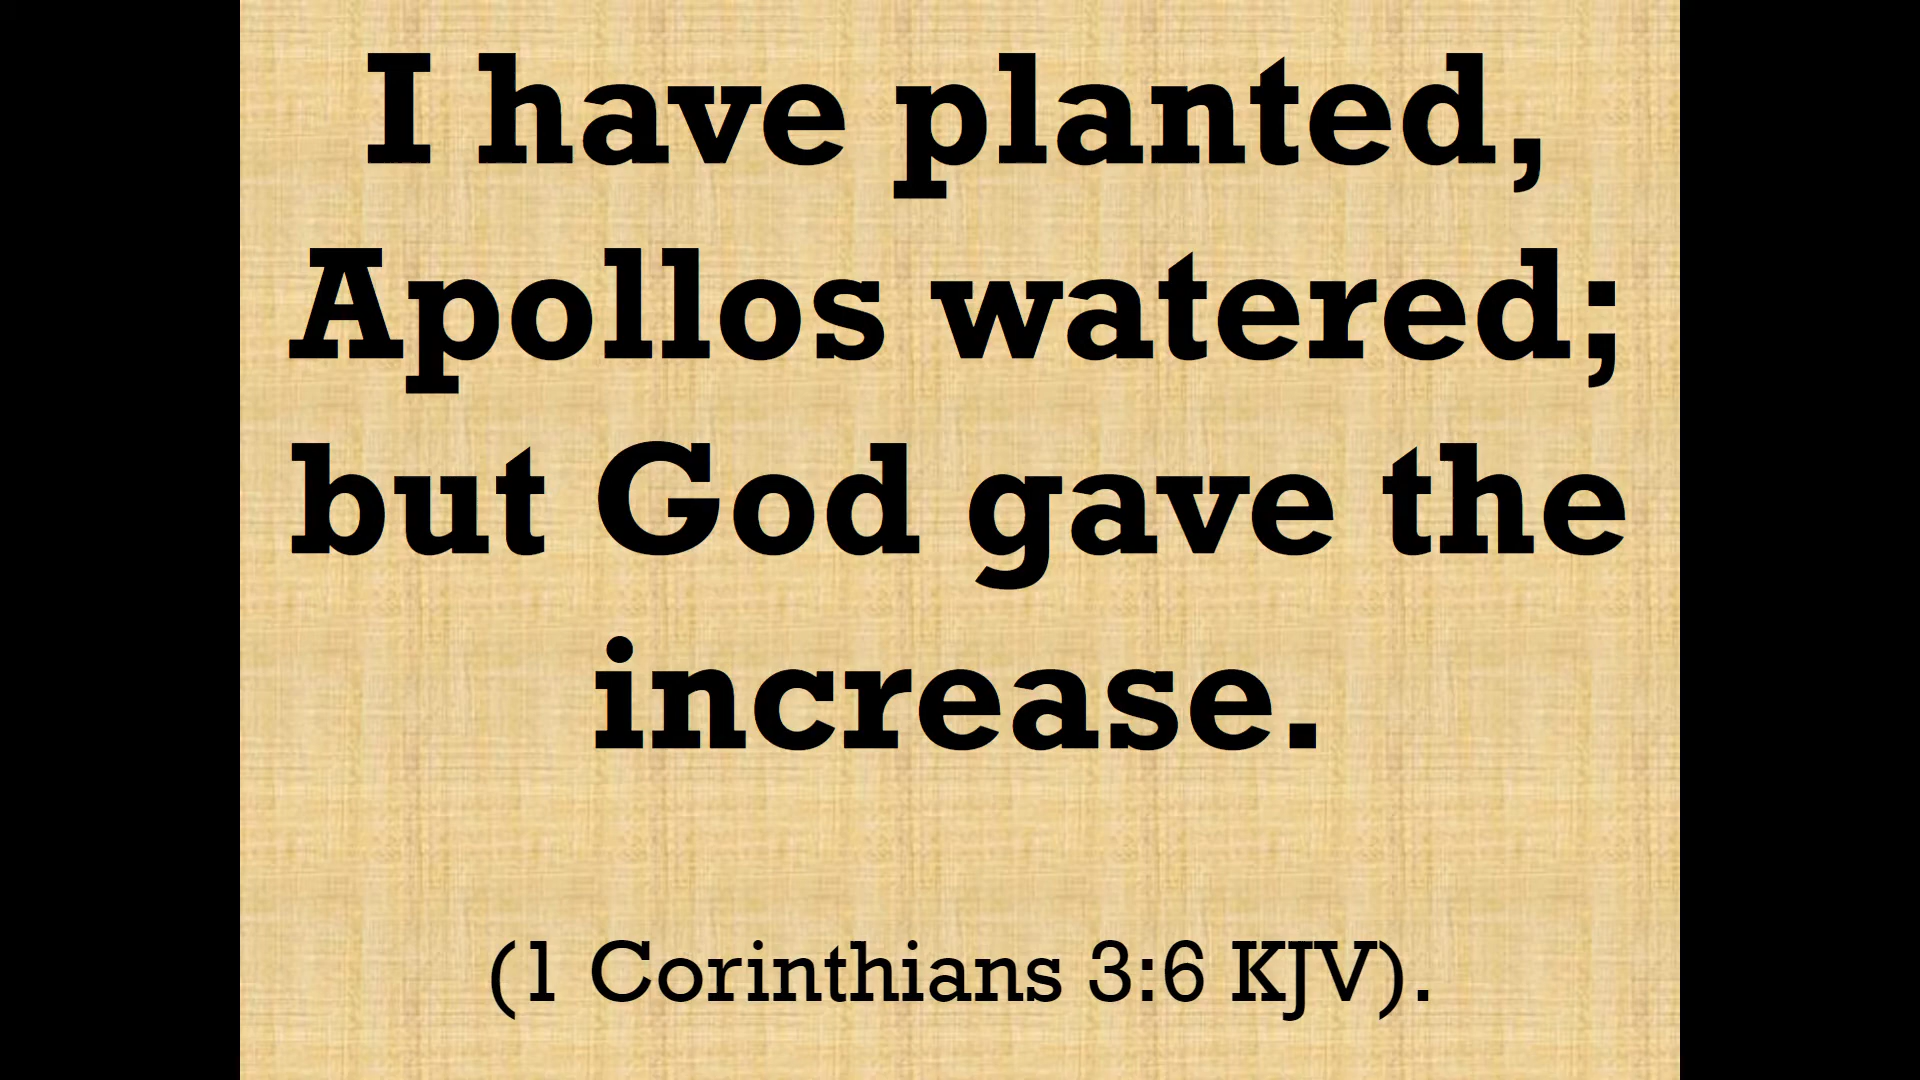 I have planted,
Apollos watered;
but God gave the
increase.
(1 Corinthians 3:6 KJV).